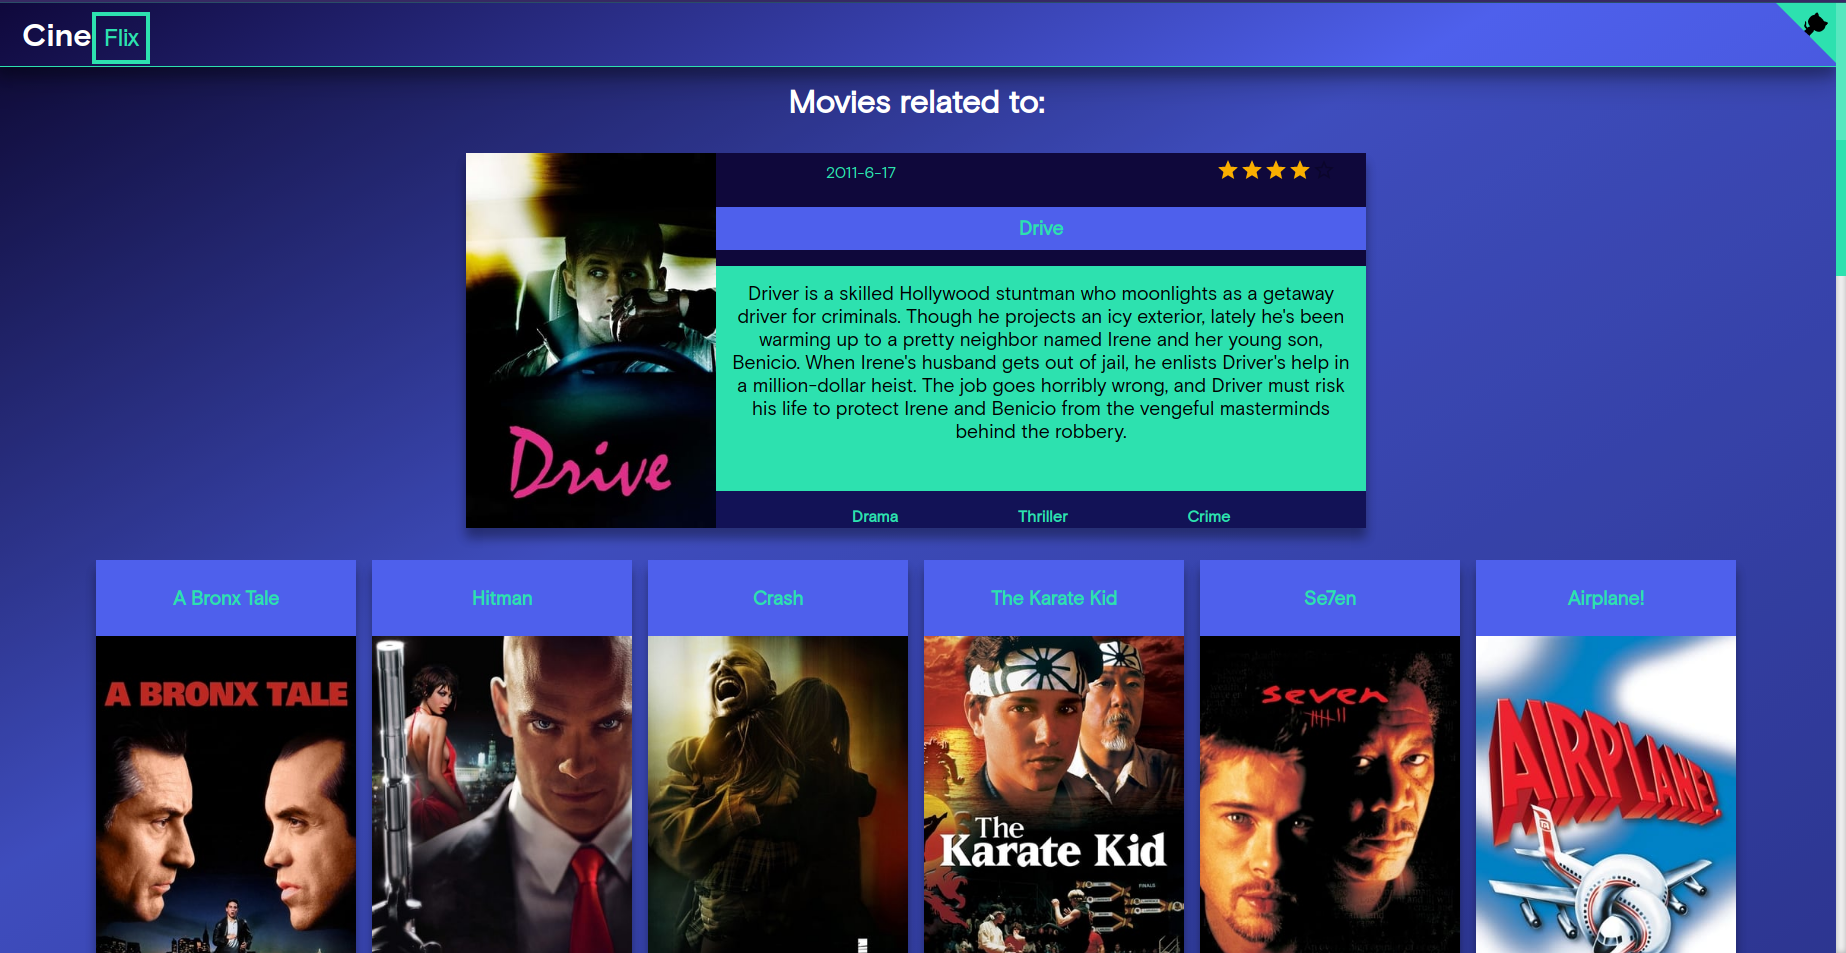 Cine Flix
Movies related to:
2011-6-17
Drive
Driver is a skilled Hollywood stuntman who moonlights as a getaway
driver for criminals. Though he projects an icy exterior, lately he's been
warming up to a pretty neighbor named Irene and her young son,
Benicio. When Irene's husband gets out of jail, he enlists Driver's help in
a million-dollar heist. The job goes horribly wrong, and Driver must risk
his life to protect Irene and Benicio from the vengeful masterminds
behind the robbery.
Drive
Drama Thriller Crime
A Bronx Tale Hitman Crash The Karate Kid Se7en Airplane!
A BRONX TALE
seven
AIRPLANE!
The
Karate Kid
FINALS